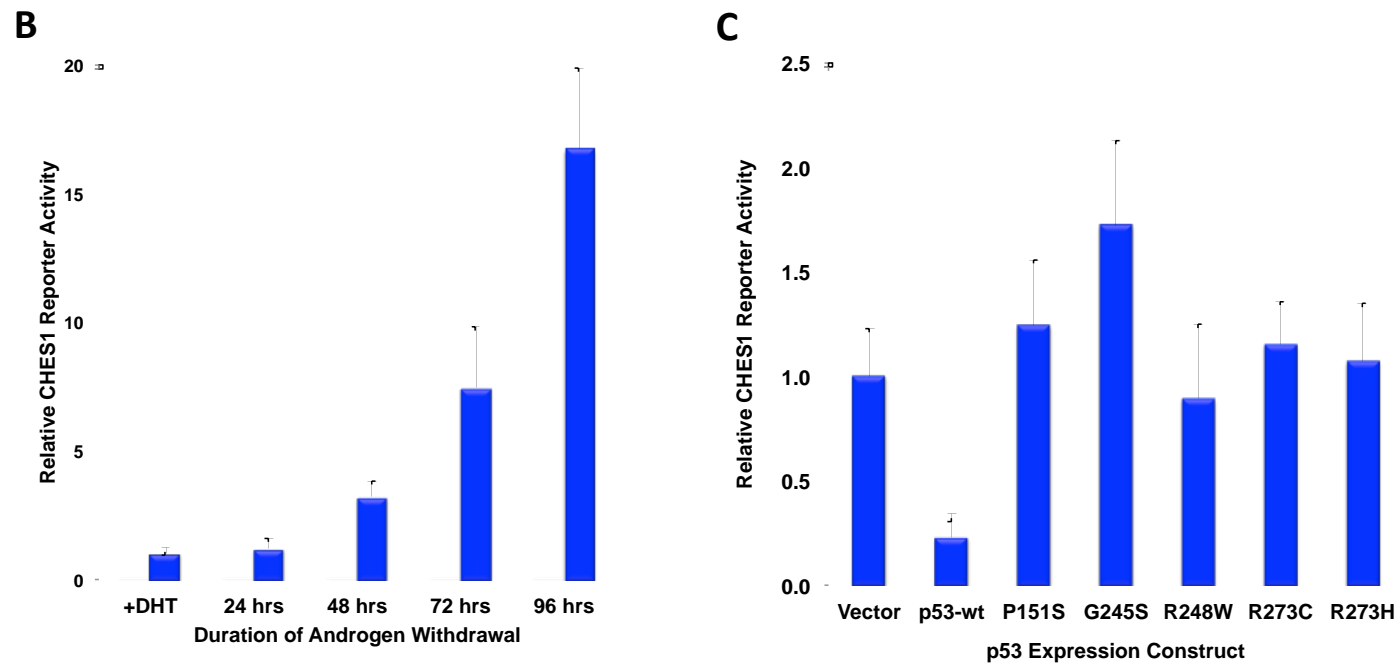 B
Relative CHES1 Reporter Activity
20
15
10
5
0
+DHT 24 hrs 48 hrs 72 hrs 96 hrs
Duration of Androgen Withdrawal
C
Relative CHES1 Reporter Activity
2.5
2.0
1.5
1.0
0.5
0.0
Vector p53-wt P151S G245S R248W R273C R273H
p53 Expression Construct